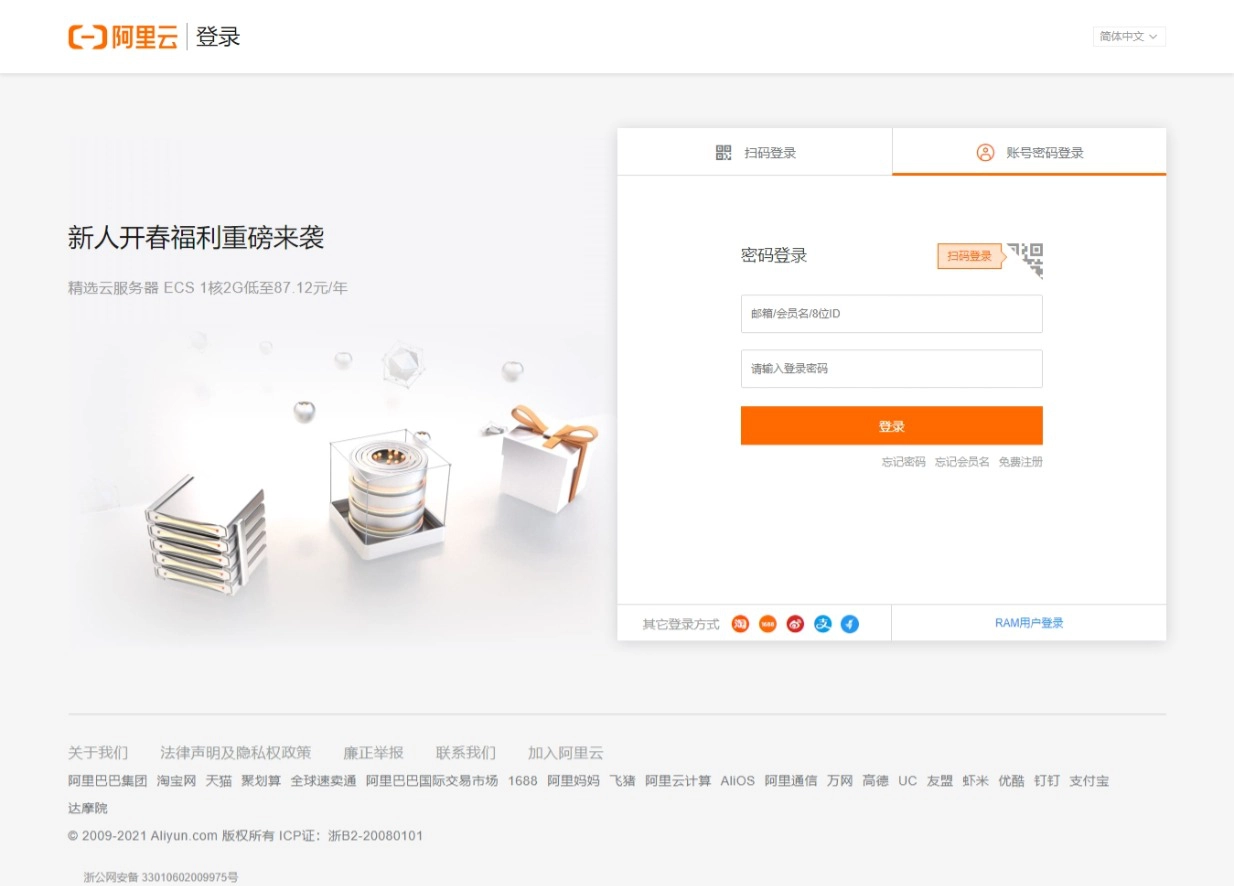 阿里云 登录
简体中文
扫码登录
账号密码登录
新人开春福利重磅来袭
精选云服务器 ECS 1核2G低至87.12元/年
密码登录
扫码登录
邮箱/会员名/8位ID
请输入登录密码
登录
忘记密码 忘记会员名 免费注册
其它登录方式 淘 1688
RAM用户登录
关于我们 法律声明及隐私权政策 廉正举报 联系我们 加入阿里云
阿里巴巴集团 淘宝网 天猫 聚划算 全球速卖通 阿里巴巴国际交易市场 1688 阿里妈妈 飞猪 阿里云计算 AliOS 阿里通信 万网 高德 UC 友盟 虾米 优酷 钉钉 支付宝
达摩院
© 2009-2021 Aliyun.com 版权所有 ICP证：浙B2-20080101
浙公网安备 33010602009975号